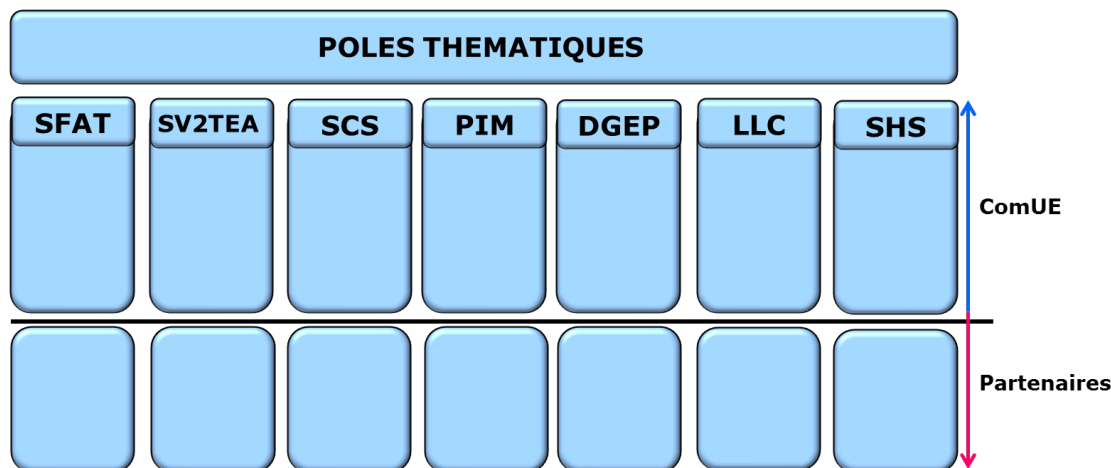 POLES THEMATIQUES
SFAT SV2TEA SCS PIM DGEP LLC SHS
ComUE
Partenaires